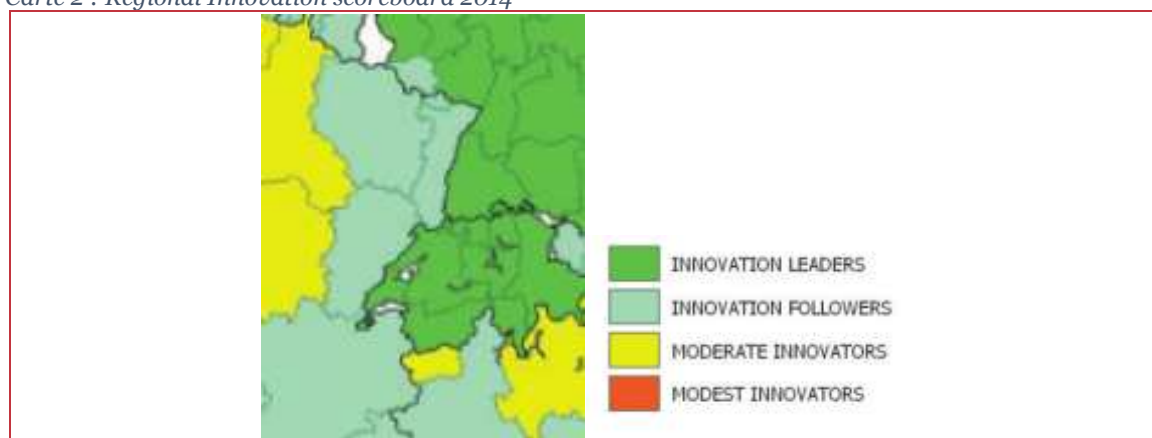 Carte 2 : Regional Innovation scoreboard 2014
INNOVATION LEADERS
INNOVATION FOLLOWERS
MODERATE INNOVATORS
MODEST INNOVATORS